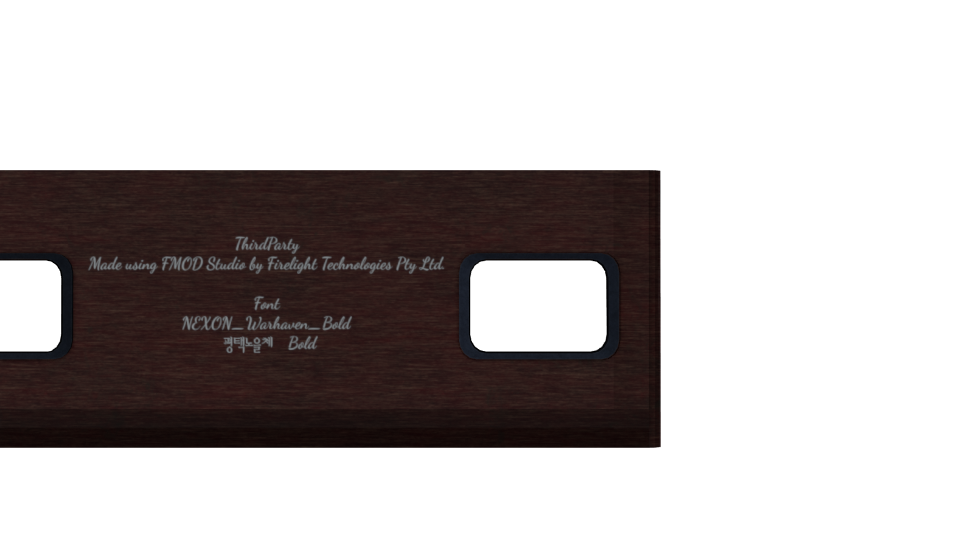 ThirdParty
Made using FMOD Studio by Firelight Technologies Pty Ltd.
Font
NEXON_Warhaven_Bold
평택노을체 Bold